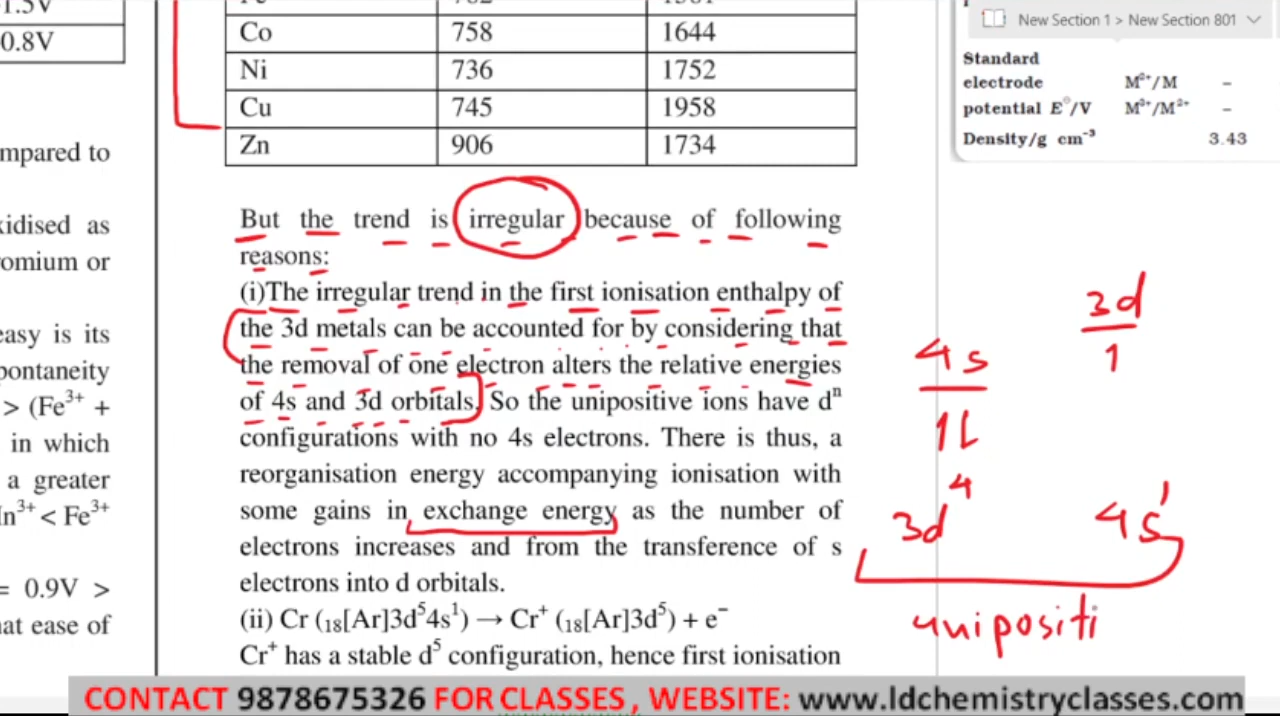 1.5V
0.8V
ompared to
xidised as
romium or
easy is its
pontaneity
> (Fe³⁺ +
in which
a greater
In³⁺ < Fe³⁺
= 0.9V >
nat ease of
Co 758 1644
Ni 736 1752
Cu 745 1958
Zn 906 1734
But the trend is irregular because of following
reasons:
(i)The irregular trend in the first ionisation enthalpy of
the 3d metals can be accounted for by considering that
the removal of one electron alters the relative energies
of 4s and 3d orbitals. So the unipositive ions have dⁿ
configurations with no 4s electrons. There is thus, a
reorganisation energy accompanying ionisation with
some gains in exchange energy as the number of
electrons increases and from the transference of s
electrons into d orbitals.
(ii) Cr (₁₈[Ar]3d⁵4s¹) → Cr⁺ (₁₈[Ar]3d⁵) + e⁻
Cr⁺ has a stable d⁵ configuration, hence first ionisation
New Section 1 > New Section 801
Standard
electrode M²⁺/M –
potential E°/V M³⁺/M²⁺ –
Density/g cm⁻³ 3.43
3d
1
4s
1L
3d⁴ 4s¹
unipositi
CONTACT 9878675326 FOR CLASSES , WEBSITE: www.ldchemistryclasses.com